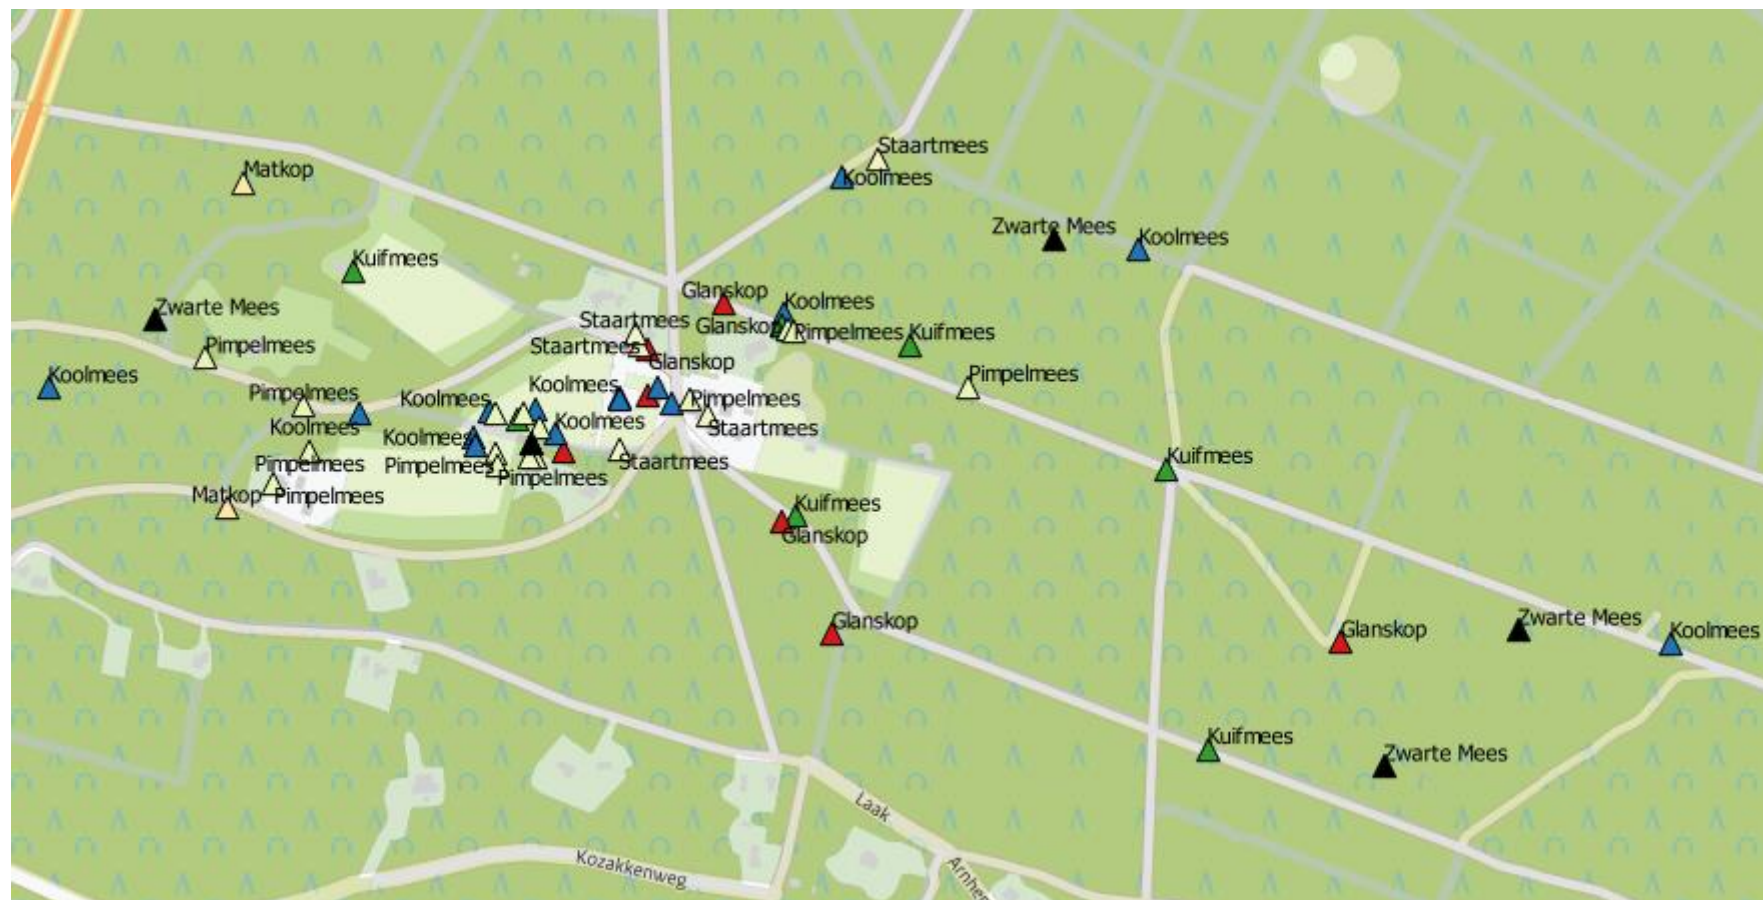 Staartmees
Koolmees
Matkop
Zwarte Mees
Koolmees
Kuifmees
Glanskop
Koolmees
Zwarte Mees
Staartmees
Glanskop
Pimpelmees
Kuifmees
Pimpelmees
Staartmees
Glanskop
Koolmees
Pimpelmees
Pimpelmees
Koolmees
Koolmees
Pimpelmees
Koolmees
Koolmees
Koolmees
Staartmees
Pimpelmees
Pimpelmees
Staartmees
Kuifmees
Pimpelmees
Matkop
Pimpelmees
Kuifmees
Glanskop
Glanskop
Glanskop
Zwarte Mees
Koolmees
Kuifmees
Zwarte Mees
Laak
Kozakkenweg
Arnhem